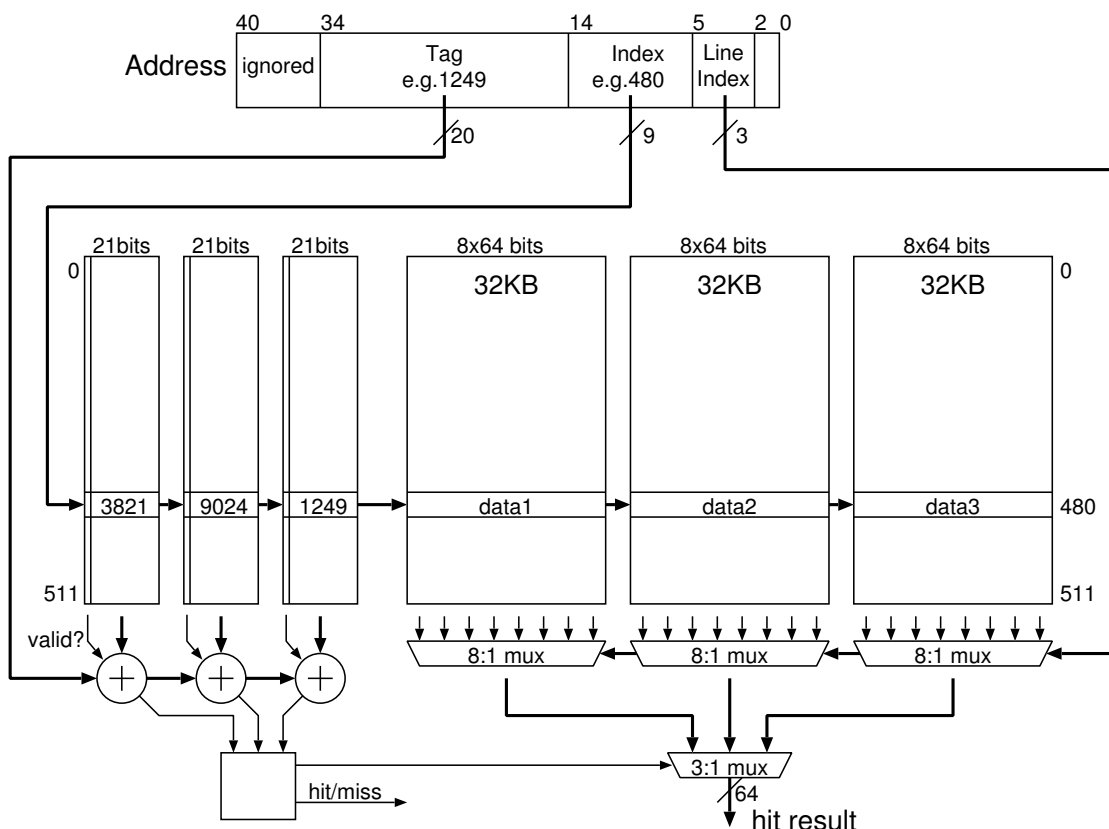 40 34 14 5 2 0
Address ignored Tag Index Line
e.g.1249 e.g.480 Index
20 9 3
21bits 21bits 21bits 8x64 bits 8x64 bits 8x64 bits
0 32KB 32KB 32KB 0
3821 9024 1249 data1 data2 data3 480
511 511
valid?
8:1 mux 8:1 mux 8:1 mux
3:1 mux
hit/miss 64
hit result